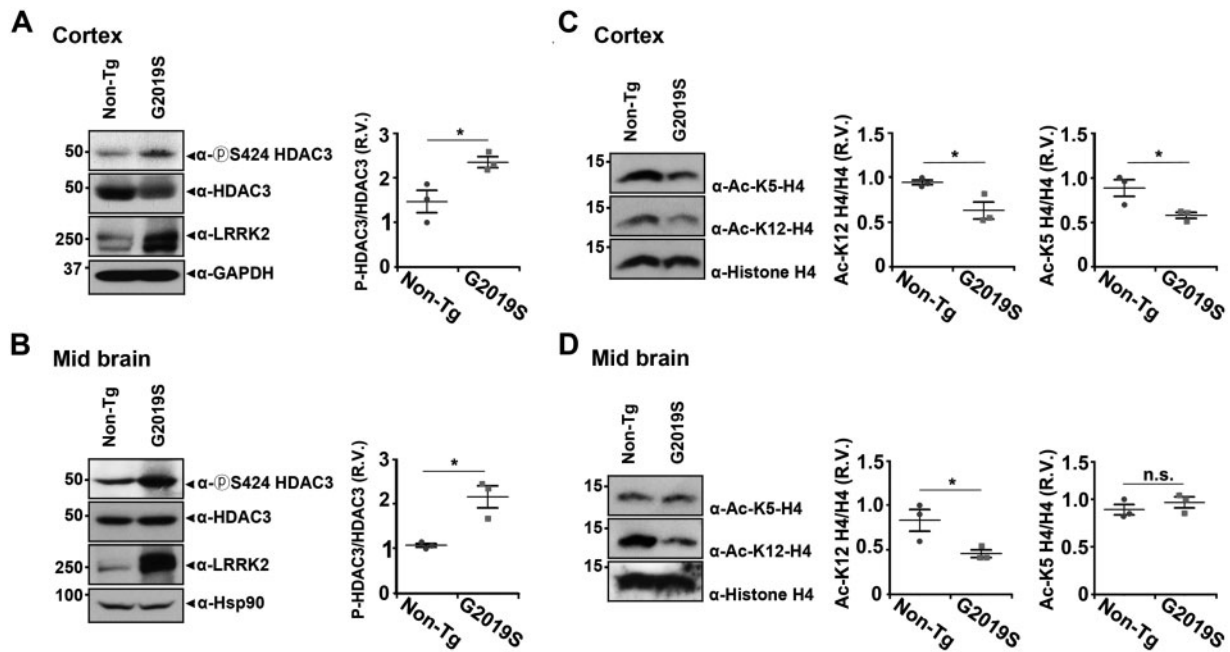 A Cortex
Non-Tg
G2019S
50
α-ⓟS424 HDAC3
50
α-HDAC3
250
α-LRRK2
37
α-GAPDH
P-HDAC3/HDAC3 (R.V.)
3
2
1
0
*
Non-Tg
G2019S
B Mid brain
Non-Tg
G2019S
50
α-ⓟS424 HDAC3
50
α-HDAC3
250
α-LRRK2
100
α-Hsp90
P-HDAC3/HDAC3 (R.V.)
3
2
1
0
*
Non-Tg
G2019S
C Cortex
Non-Tg
G2019S
15
α-Ac-K5-H4
15
α-Ac-K12-H4
15
α-Histone H4
Ac-K12 H4/H4 (R.V.)
1.5
1.0
0.5
0
*
Non-Tg
G2019S
Ac-K5 H4/H4 (R.V.)
1.5
1.0
0.5
0
*
Non-Tg
G2019S
D Mid brain
Non-Tg
G2019S
15
α-Ac-K5-H4
15
α-Ac-K12-H4
15
α-Histone H4
Ac-K12 H4/H4 (R.V.)
1.5
1.0
0.5
0
*
Non-Tg
G2019S
Ac-K5 H4/H4 (R.V.)
1.5
1.0
0.5
0
n.s.
Non-Tg
G2019S